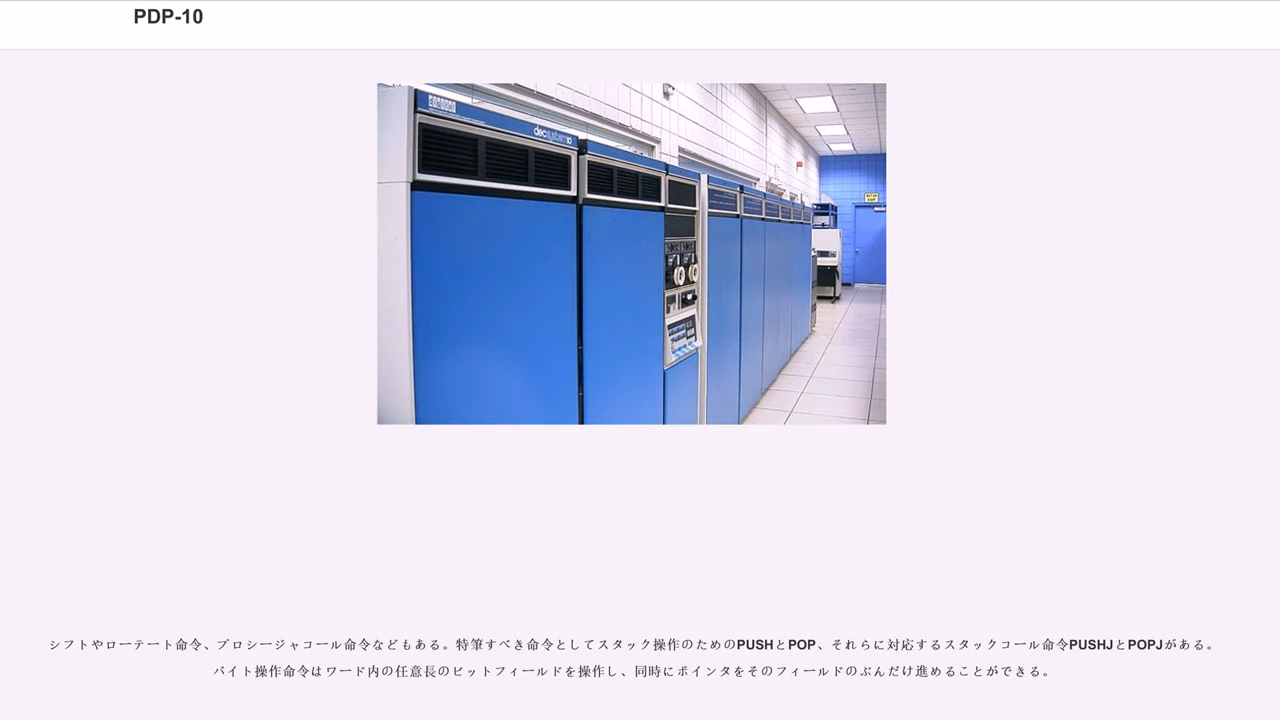 PDP-10
digital
decsystem10
シフトやローテート命令、プロシージャコール命令などもある。特筆すべき命令としてスタック操作のためのPUSHとPOP、それらに対応するスタックコール命令PUSHJとPOPJがある。
バイト操作命令はワード内の任意長のビットフィールドを操作し、同時にポインタをそのフィールドのぶんだけ進めることができる。